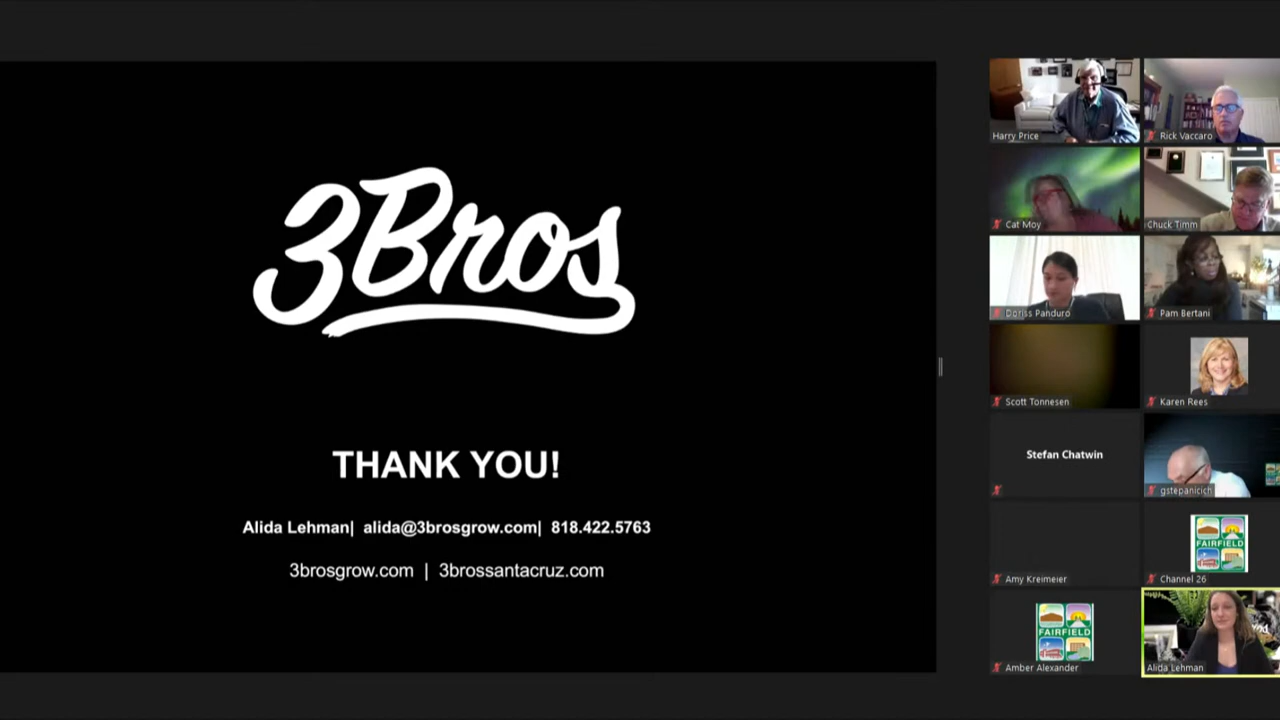 3Bros
THANK YOU!
Alida Lehman| alida@3brosgrow.com| 818.422.5763
3brosgrow.com | 3brossantacruz.com
Harry Price
Rick Vaccaro
Cat Moy
Chuck Timm
Doriss Panduro
Pam Bertani
Scott Tonnesen
Karen Rees
Stefan Chatwin
gstepanicich
Amy Kreimeier
FAIRFIELD
Channel 26
FAIRFIELD
Amber Alexander
Alida Lehman